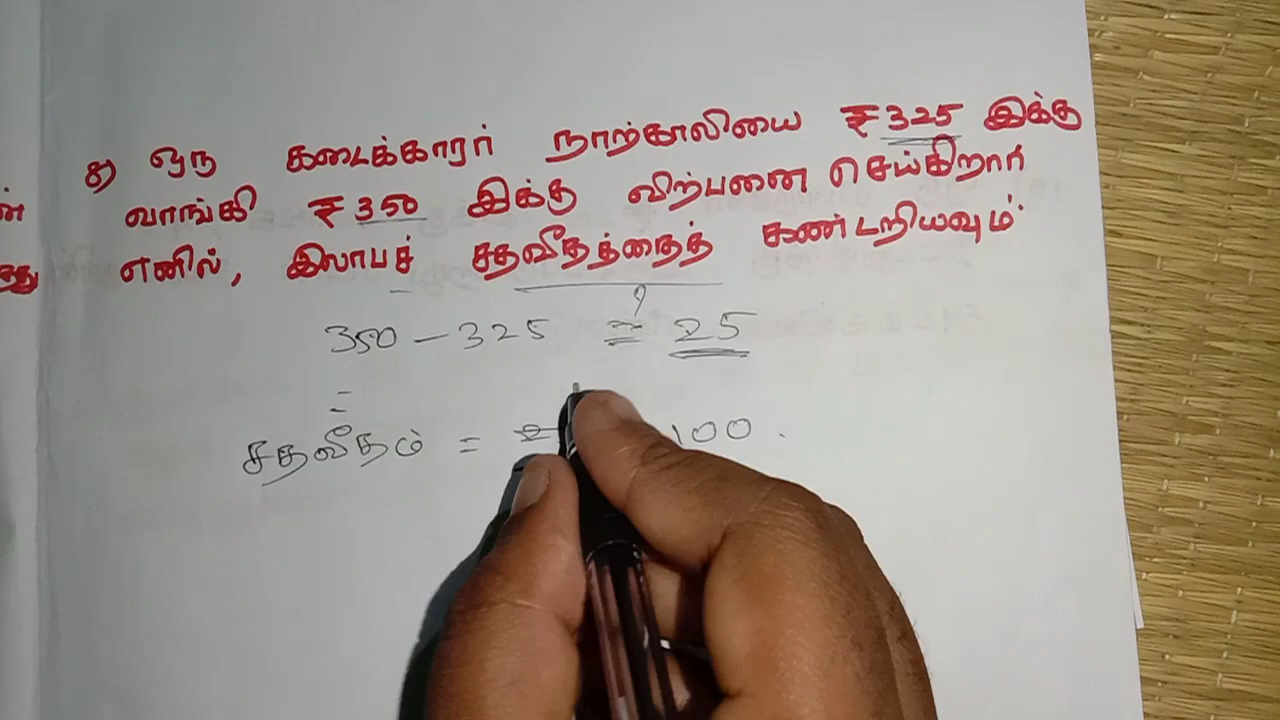 8) ஒரு கடைக்காரர் நாற்காலியை ₹325 இக்கு
வாங்கி ₹350 இக்கு விற்பனை செய்கிறார்
எனில், இலாபச் சதவீதத்தைத் கண்டறியவும்.
350 - 325 = 25
=
சதவீதம் = 100.